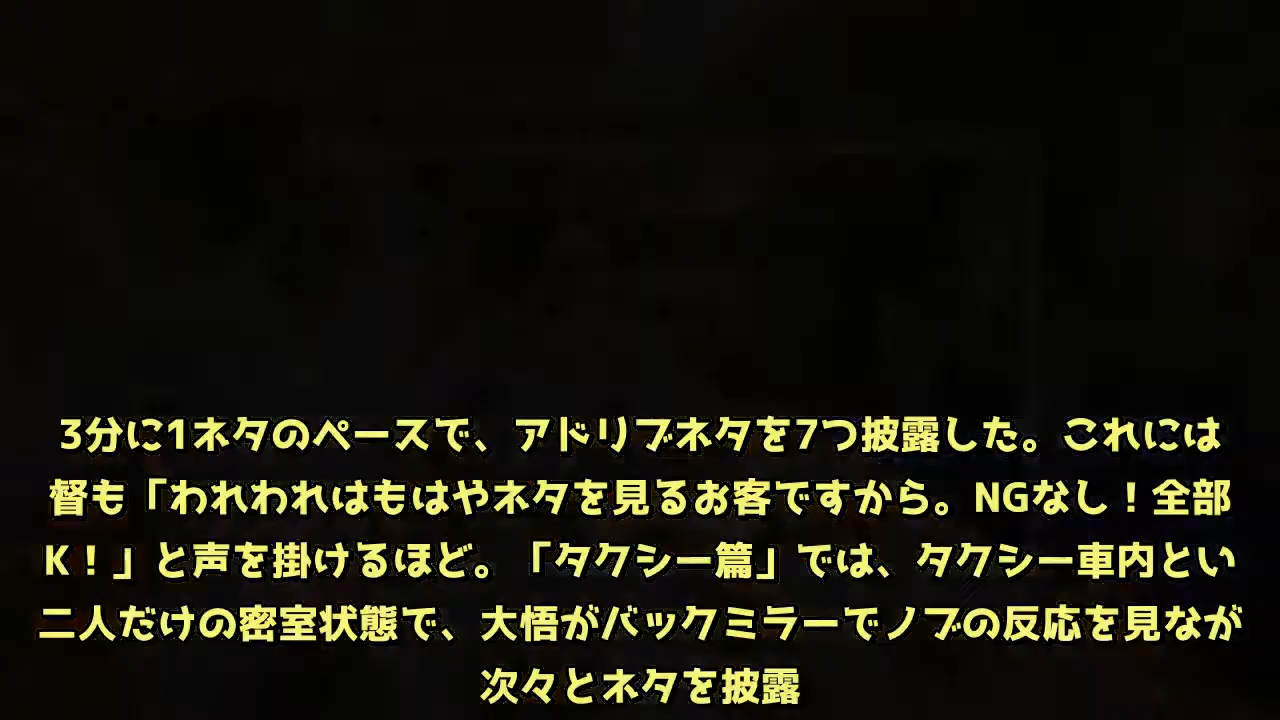 3分に1ネタのペースで、アドリブネタを7つ披露した。これには
督も「われわれはもはやネタを見るお客ですから。NGなし！全部
K！」と声を掛けるほど。「タクシー篇」では、タクシー車内とい
二人だけの密室状態で、大悟がバックミラーでノブの反応を見なが
次々とネタを披露